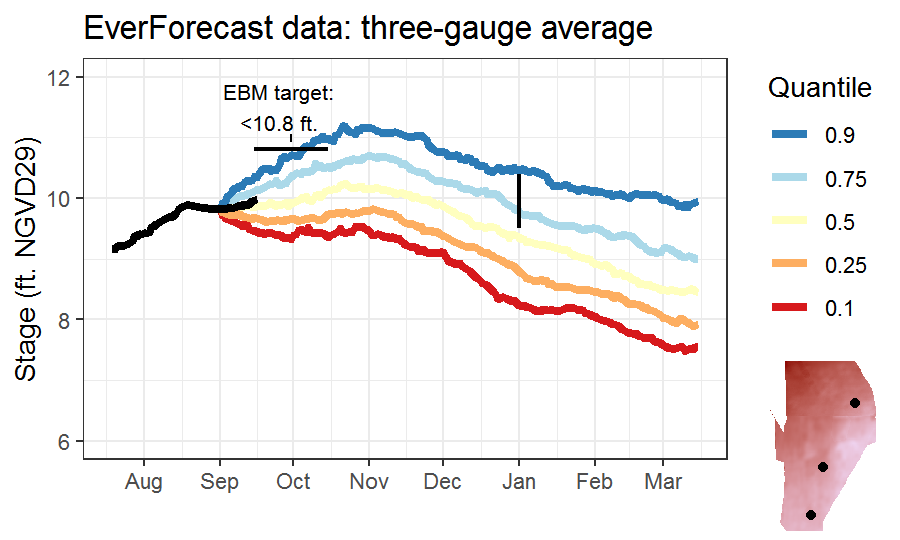 EverForecast data: three-gauge average
Stage (ft. NGVD29)
12
10
8
6
EBM target:
<10.8 ft.
Aug Sep Oct Nov Dec Jan Feb Mar
Quantile
0.9
0.75
0.5
0.25
0.1